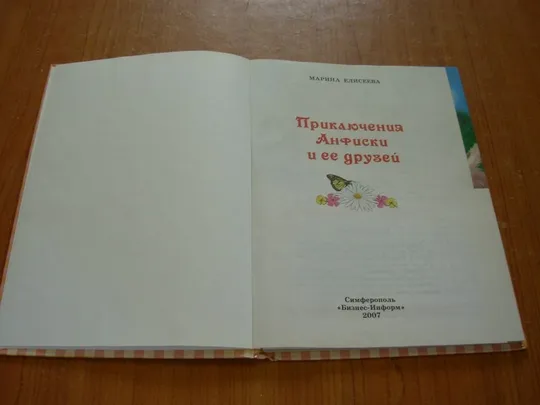 МАРИНА ЕЛИСЕЕВА
Приключения
Анфиски
и ее друзей
Симферополь
«Бизнес-Информ»
2007